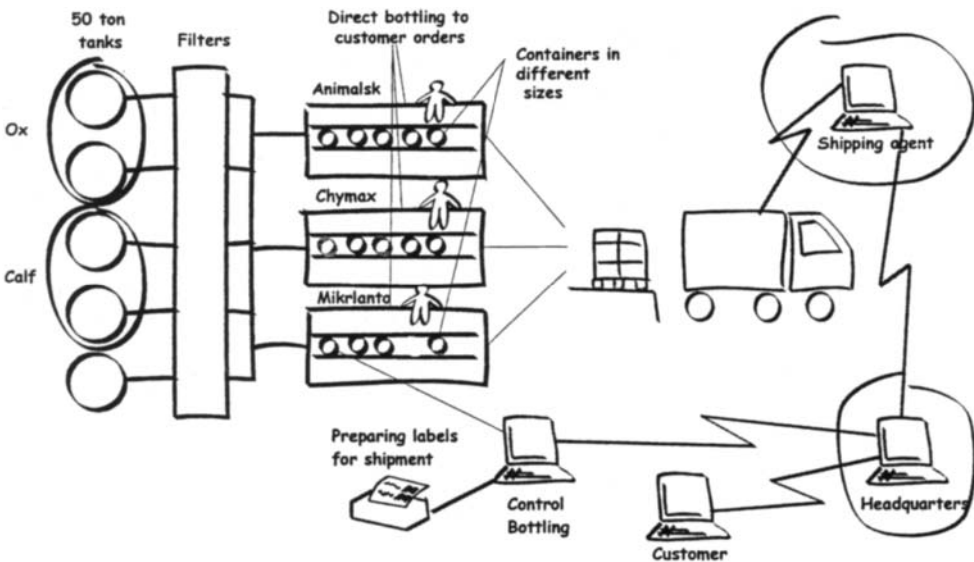 50 ton
tanks
Filters
Direct bottling to
customer orders
Containers in
different
sizes
Animalsk
Ox
Shipping agent
Chymax
Calf
Mikrlanto
Preparing labels
for shipment
Control
Bottling
Headquarters
Customer